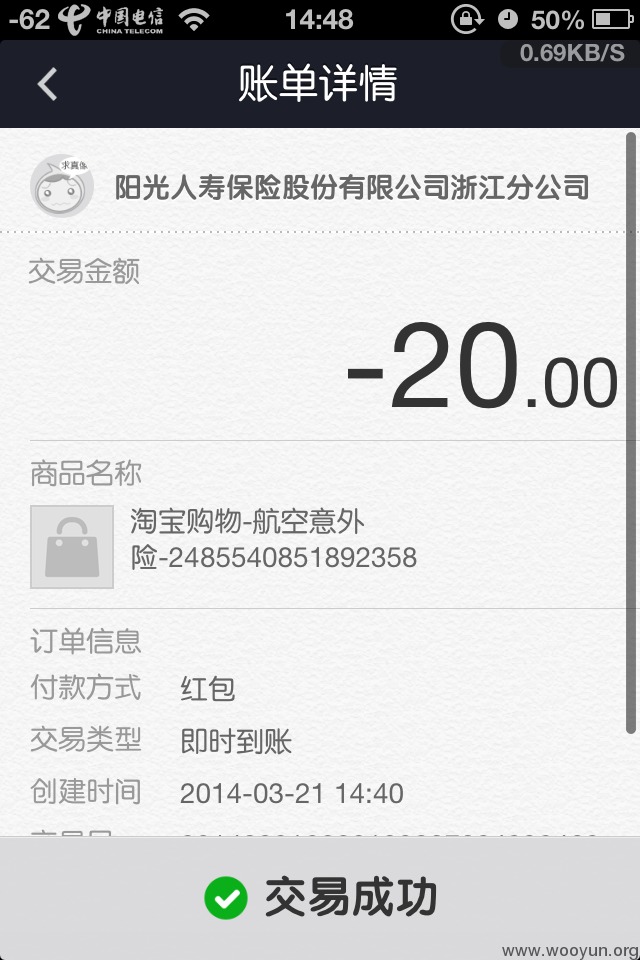 -62 中国电信 CHINA TELECOM 14:48 50%
0.69KB/S
账单详情
求真像
阳光人寿保险股份有限公司浙江分公司
交易金额
-20.00
商品名称
淘宝购物-航空意外
险-2485540851892358
订单信息
付款方式 红包
交易类型 即时到账
创建时间 2014-03-21 14:40
交易成功
www.wooyun.org